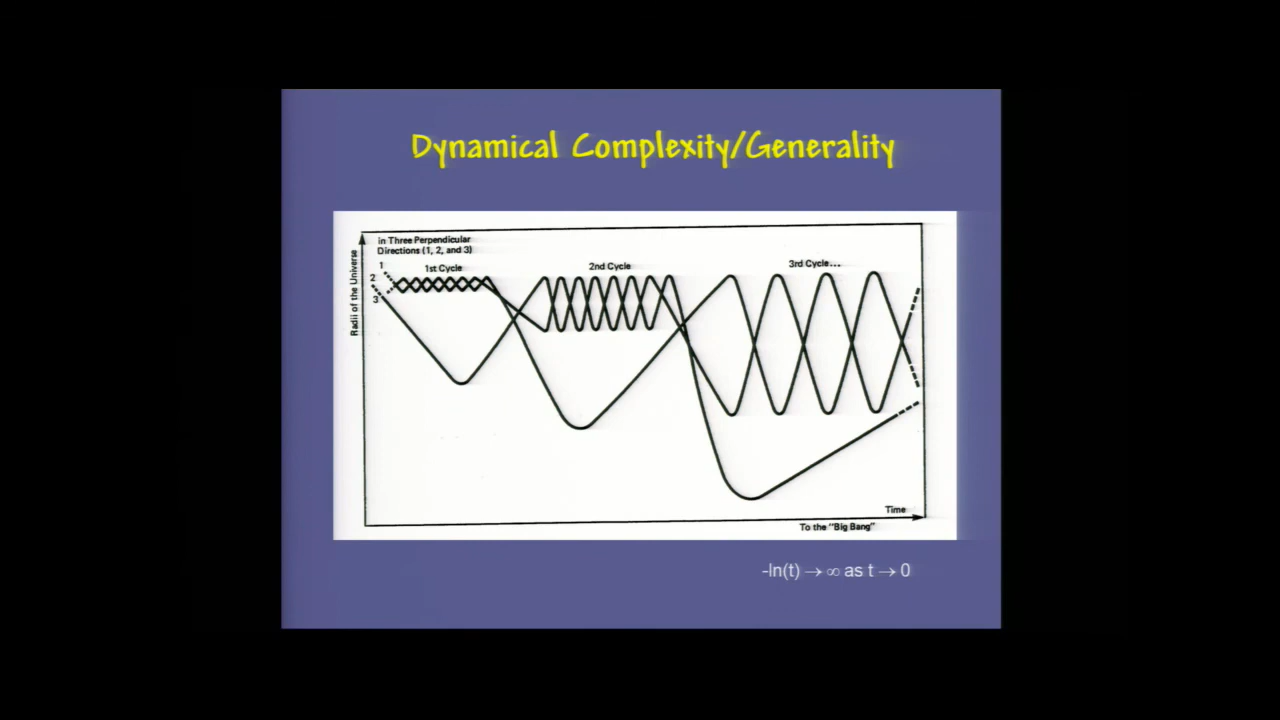 Dynamical Complexity/Generality
in Three Perpendicular
Directions (1, 2, and 3)
1
2
3
1st Cycle
2nd Cycle
3rd Cycle...
Radii of the Universe
Time
To the "Big Bang"
-ln(t) → ∞ as t → 0